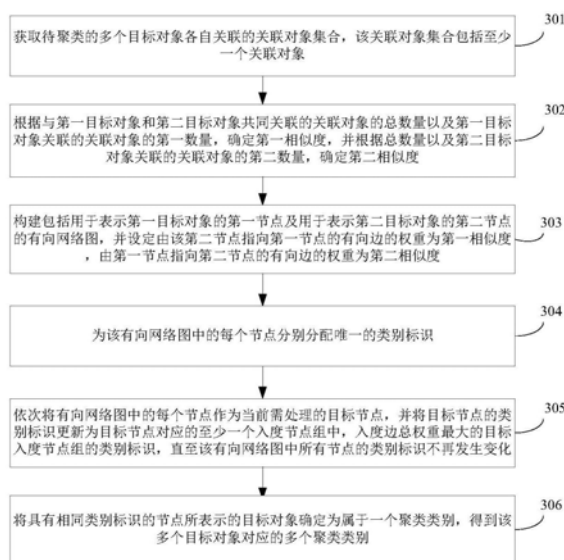 获取待聚类的多个目标对象各自关联的关联对象集合，该关联对象集合包括至少
一个关联对象
301
根据与第一目标对象和第二目标对象共同关联的关联对象的总数量以及第一目标
对象关联的关联对象的第一数量，确定第一相似度，并根据总数量以及第二目标
对象关联的关联对象的第二数量，确定第二相似度
302
构建包括用于表示第一目标对象的第一节点及用于表示第二目标对象的第二节点
的有向网络图，并设定由该第二节点指向第一节点的有向边的权重为第一相似度
，由第一节点指向第二节点的有向边的权重为第二相似度
303
为该有向网络图中的每个节点分别分配唯一的类别标识
304
依次将有向网络图中的每个节点作为当前需处理的目标节点，并将目标节点的类
别标识更新为目标节点对应的至少一个入度节点组中，入度边总权重最大的目标
入度节点组的类别标识，直至该有向网络图中所有节点的类别标识不再发生变化
305
将具有相同类别标识的节点所表示的目标对象确定为属于一个聚类类别，得到该
多个目标对象对应的多个聚类类别
306